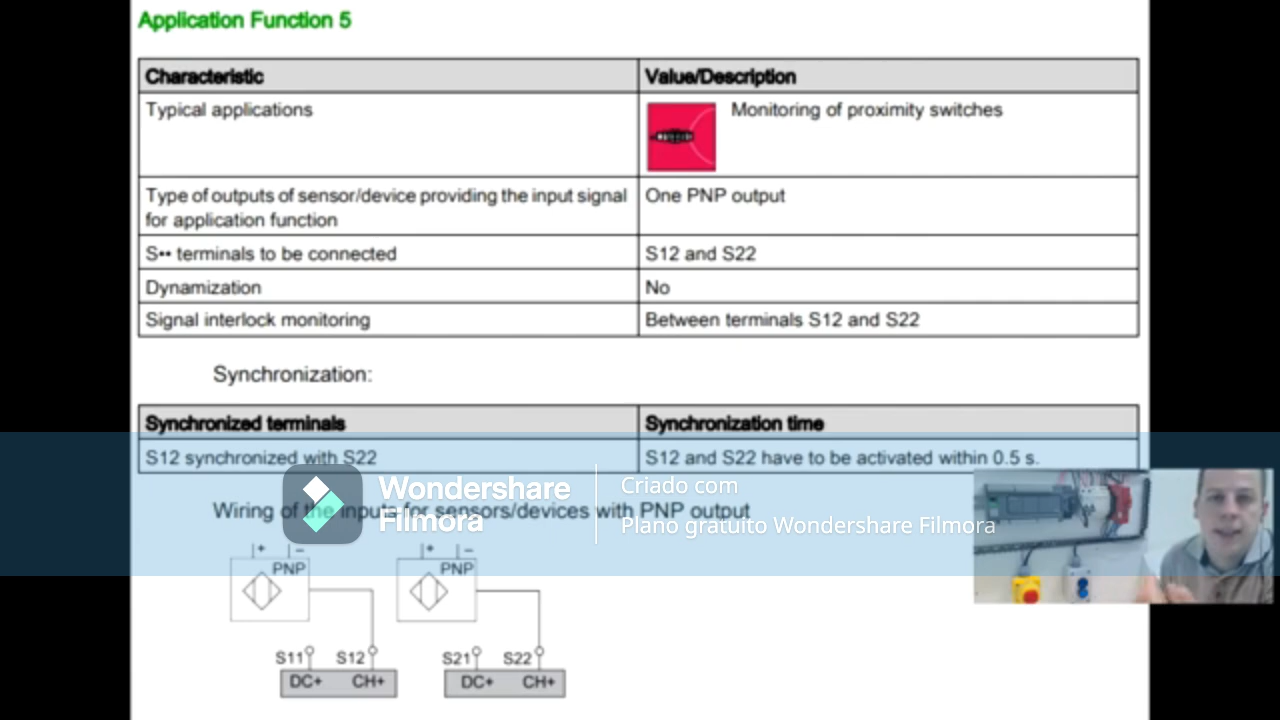 Application Function 5
Characteristic Value/Description
Typical applications Monitoring of proximity switches
Type of outputs of sensor/device providing the input signal One PNP output
for application function
S•• terminals to be connected S12 and S22
Dynamization No
Signal interlock monitoring Between terminals S12 and S22
Synchronization:
Synchronized terminals Synchronization time
S12 synchronized with S22 S12 and S22 have to be activated within 0.5 s.
Wondershare
Filmora
Criado com
Plano gratuito Wondershare Filmora
Wiring of the inputs for sensors/devices with PNP output
+ – + –
PNP PNP
S11 S12 S21 S22
DC+ CH+ DC+ CH+